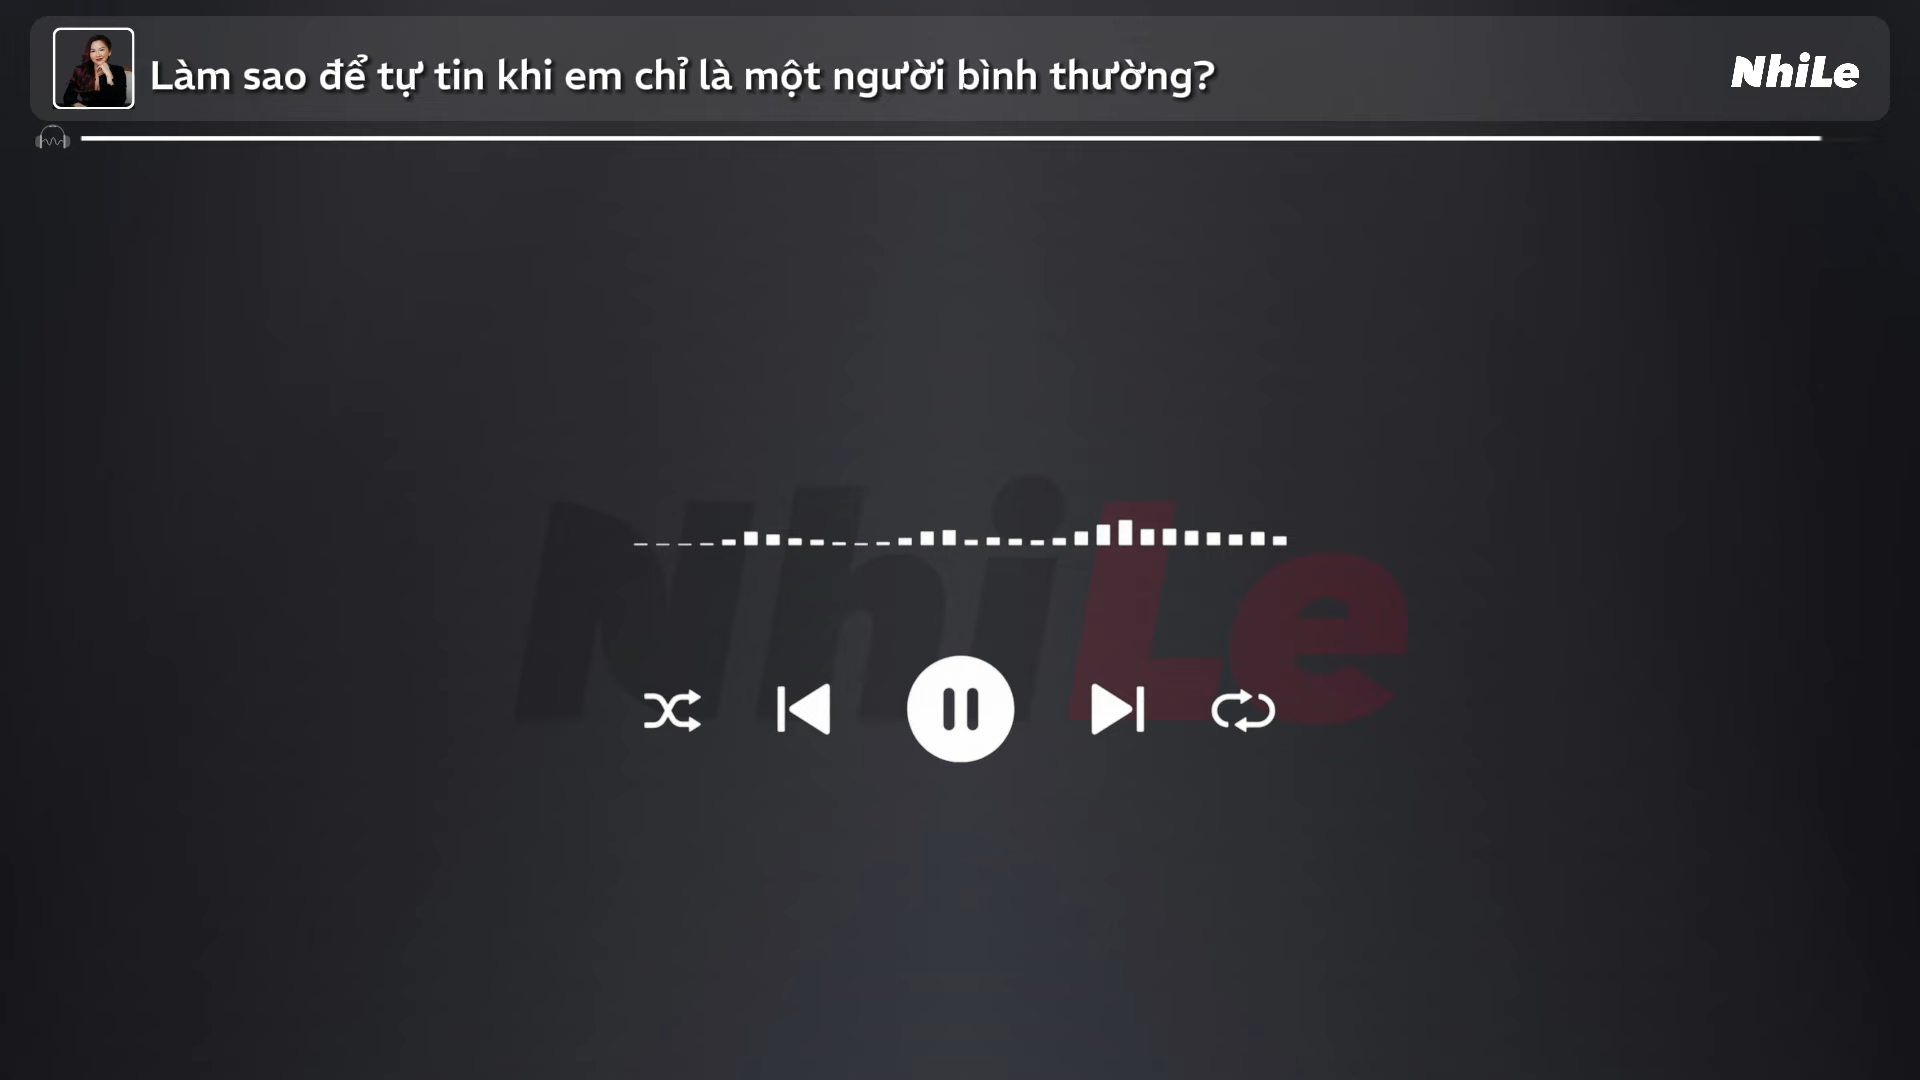 Làm sao để tự tin khi em chỉ là một người bình thường?
NhiLe
NhiLe